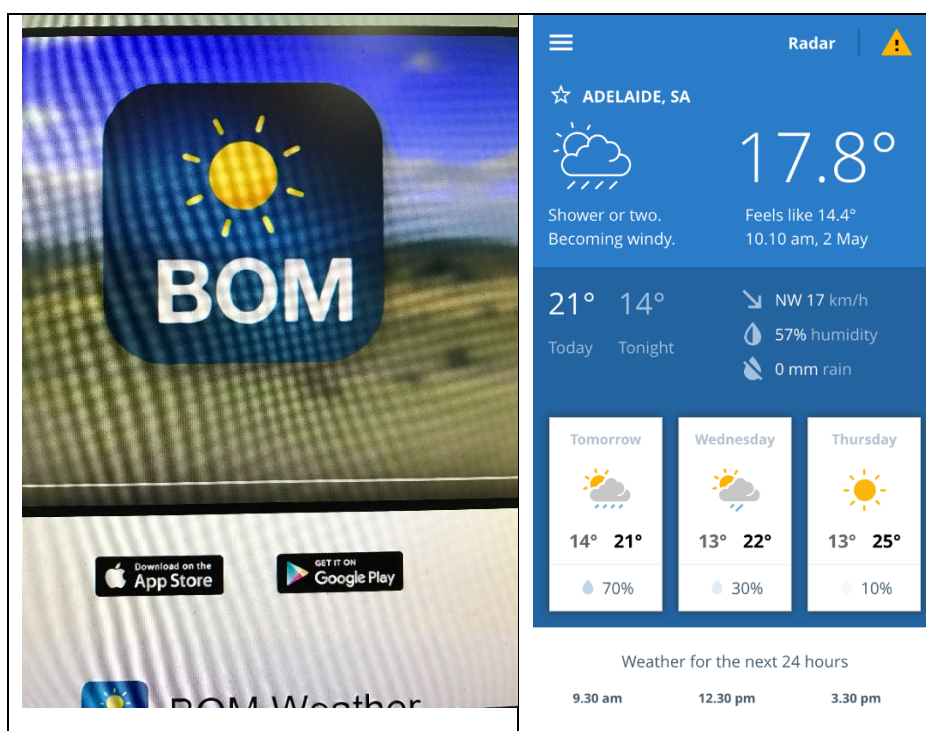 BOM
Download on the
App Store
GET IT ON
Google Play
BOM Weather
Radar
ADELAIDE, SA
17.8°
Shower or two.
Becoming windy.
Feels like 14.4°
10.10 am, 2 May
21° 14°
Today Tonight
NW 17 km/h
57% humidity
0 mm rain
Tomorrow
14° 21°
70%
Wednesday
13° 22°
30%
Thursday
13° 25°
10%
Weather for the next 24 hours
9.30 am 12.30 pm 3.30 pm